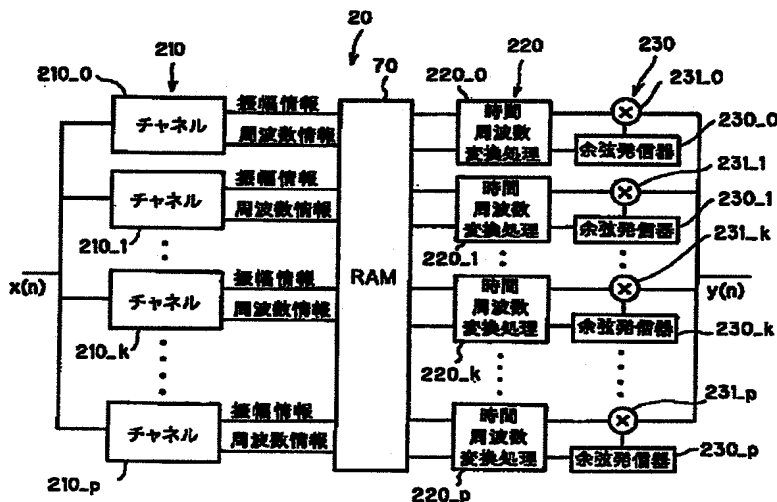 20
210
210_0
70
220_0
220
230
231_0
チャネル
振幅情報
周波数情報
時間
周波数
変換処理
余弦発信器
230_0
チャネル
210_1
振幅情報
周波数情報
時間
周波数
変換処理
220_1
余弦発信器
231_1
230_1
231_k
x(n)
RAM
y(n)
チャネル
210_k
振幅情報
周波数情報
時間
周波数
変換処理
220_k
余弦発信器
230_k
231_p
チャネル
210_p
振幅情報
周波数情報
時間
周波数
変換処理
220_p
余弦発信器
230_p